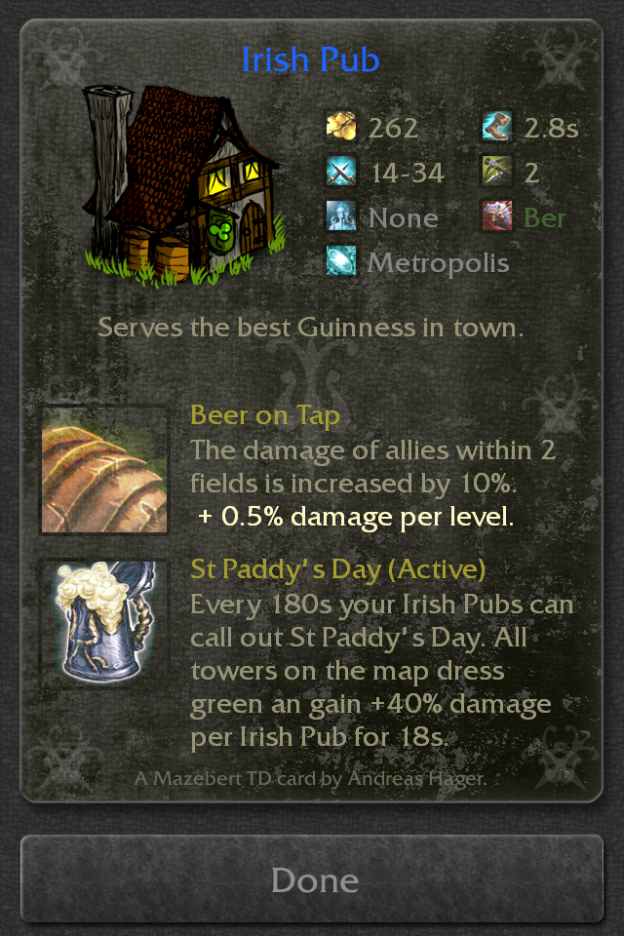 Irish Pub
262
2.8s
14-34
2
None
Ber
Metropolis
Serves the best Guinness in town.
Beer on Tap
The damage of allies within 2
fields is increased by 10%.
+ 0.5% damage per level.
St Paddy's Day (Active)
Every 180s your Irish Pubs can
call out St Paddy's Day. All
towers on the map dress
green an gain +40% damage
per Irish Pub for 18s.
A Mazebert TD card by Andreas Hager.
Done